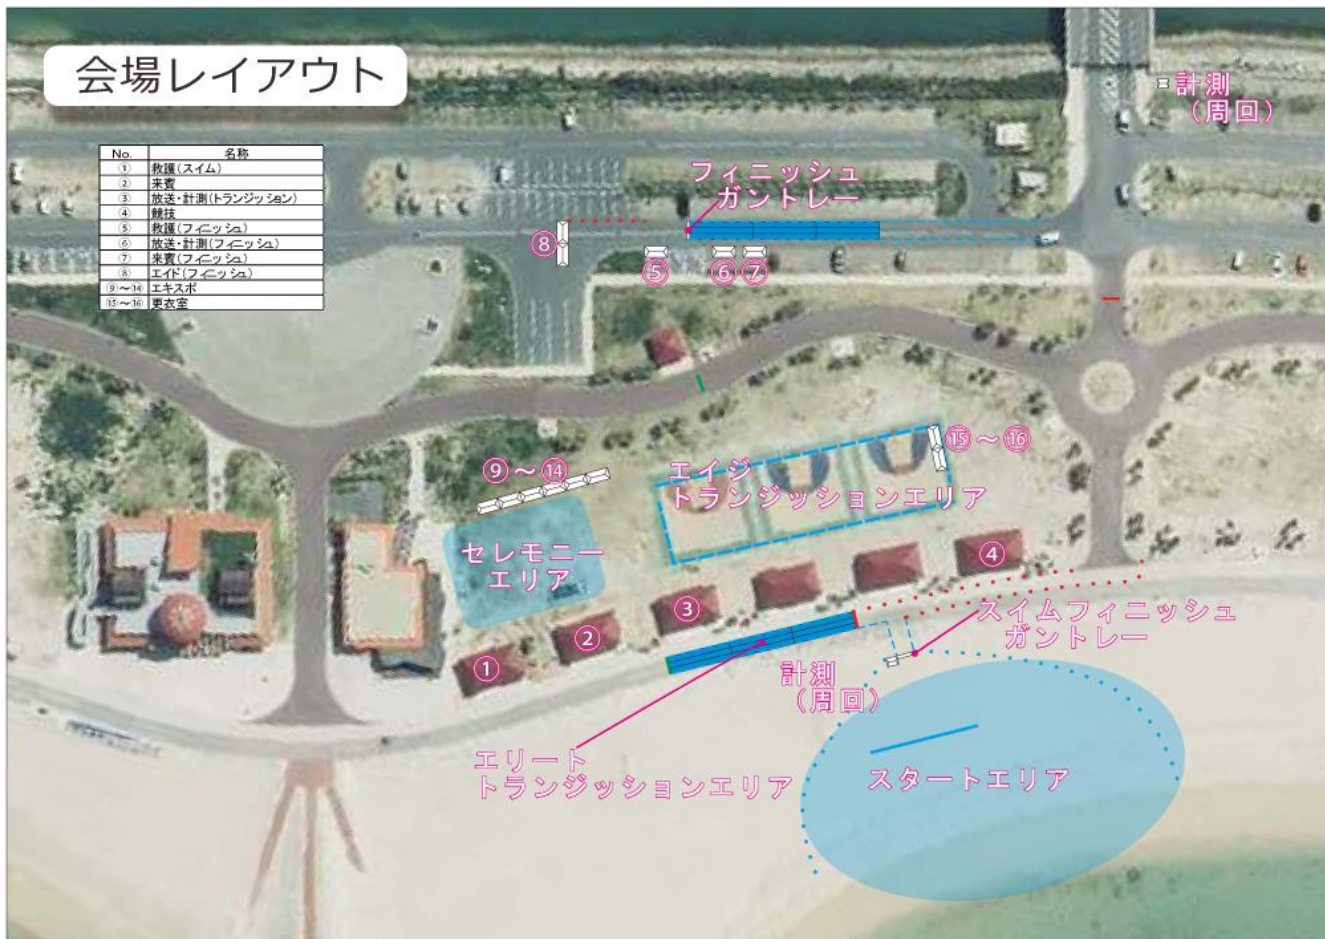 会場レイアウト
計測
（周回）
No. 名称
① 救護（スイム）
② 来賓
③ 放送・計測（トランジッション）
④ 競技
⑤ 救護（フィニッシュ）
⑥ 放送・計測（フィニッシュ）
⑦ 来賓（フィニッシュ）
⑧ エイド（フィニッシュ）
⑨～⑭ エキスポ
⑮～⑯ 更衣室
フィニッシュ
ガントレー
⑧
⑤
⑥
⑦
⑨～⑭
⑮～⑯
エイジ
トランジッションエリア
セレモニー
エリア
④
③
②
①
スイムフィニッシュ
ガントレー
計測
（周回）
エリート
トランジッションエリア
スタートエリア